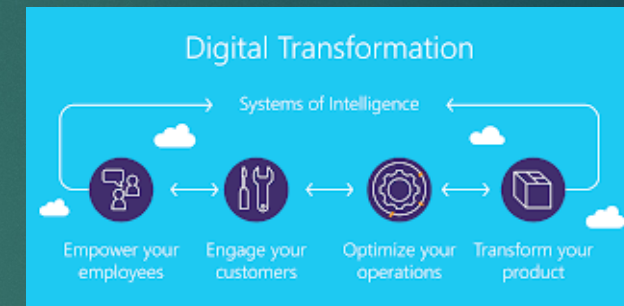 Digital Transformation
Systems of Intelligence
Empower your
employees
Engage your
customers
Optimize your
operations
Transform your
product